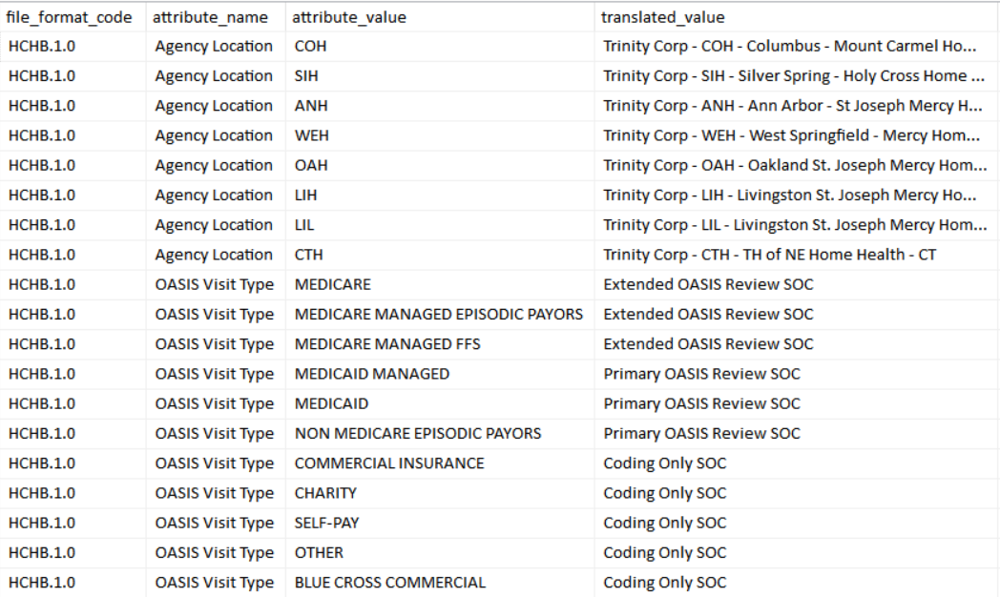 file_format_code attribute_name attribute_value translated_value
HCHB.1.0 Agency Location COH Trinity Corp - COH - Columbus - Mount Carmel Ho...
HCHB.1.0 Agency Location SIH Trinity Corp - SIH - Silver Spring - Holy Cross Home ...
HCHB.1.0 Agency Location ANH Trinity Corp - ANH - Ann Arbor - St Joseph Mercy H...
HCHB.1.0 Agency Location WEH Trinity Corp - WEH - West Springfield - Mercy Hom...
HCHB.1.0 Agency Location OAH Trinity Corp - OAH - Oakland St. Joseph Mercy Hom...
HCHB.1.0 Agency Location LIH Trinity Corp - LIH - Livingston St. Joseph Mercy Ho...
HCHB.1.0 Agency Location LIL Trinity Corp - LIL - Livingston St. Joseph Mercy Hom...
HCHB.1.0 Agency Location CTH Trinity Corp - CTH - TH of NE Home Health - CT
HCHB.1.0 OASIS Visit Type MEDICARE Extended OASIS Review SOC
HCHB.1.0 OASIS Visit Type MEDICARE MANAGED EPISODIC PAYORS Extended OASIS Review SOC
HCHB.1.0 OASIS Visit Type MEDICARE MANAGED FFS Extended OASIS Review SOC
HCHB.1.0 OASIS Visit Type MEDICAID MANAGED Primary OASIS Review SOC
HCHB.1.0 OASIS Visit Type MEDICAID Primary OASIS Review SOC
HCHB.1.0 OASIS Visit Type NON MEDICARE EPISODIC PAYORS Primary OASIS Review SOC
HCHB.1.0 OASIS Visit Type COMMERCIAL INSURANCE Coding Only SOC
HCHB.1.0 OASIS Visit Type CHARITY Coding Only SOC
HCHB.1.0 OASIS Visit Type SELF-PAY Coding Only SOC
HCHB.1.0 OASIS Visit Type OTHER Coding Only SOC
HCHB.1.0 OASIS Visit Type BLUE CROSS COMMERCIAL Coding Only SOC